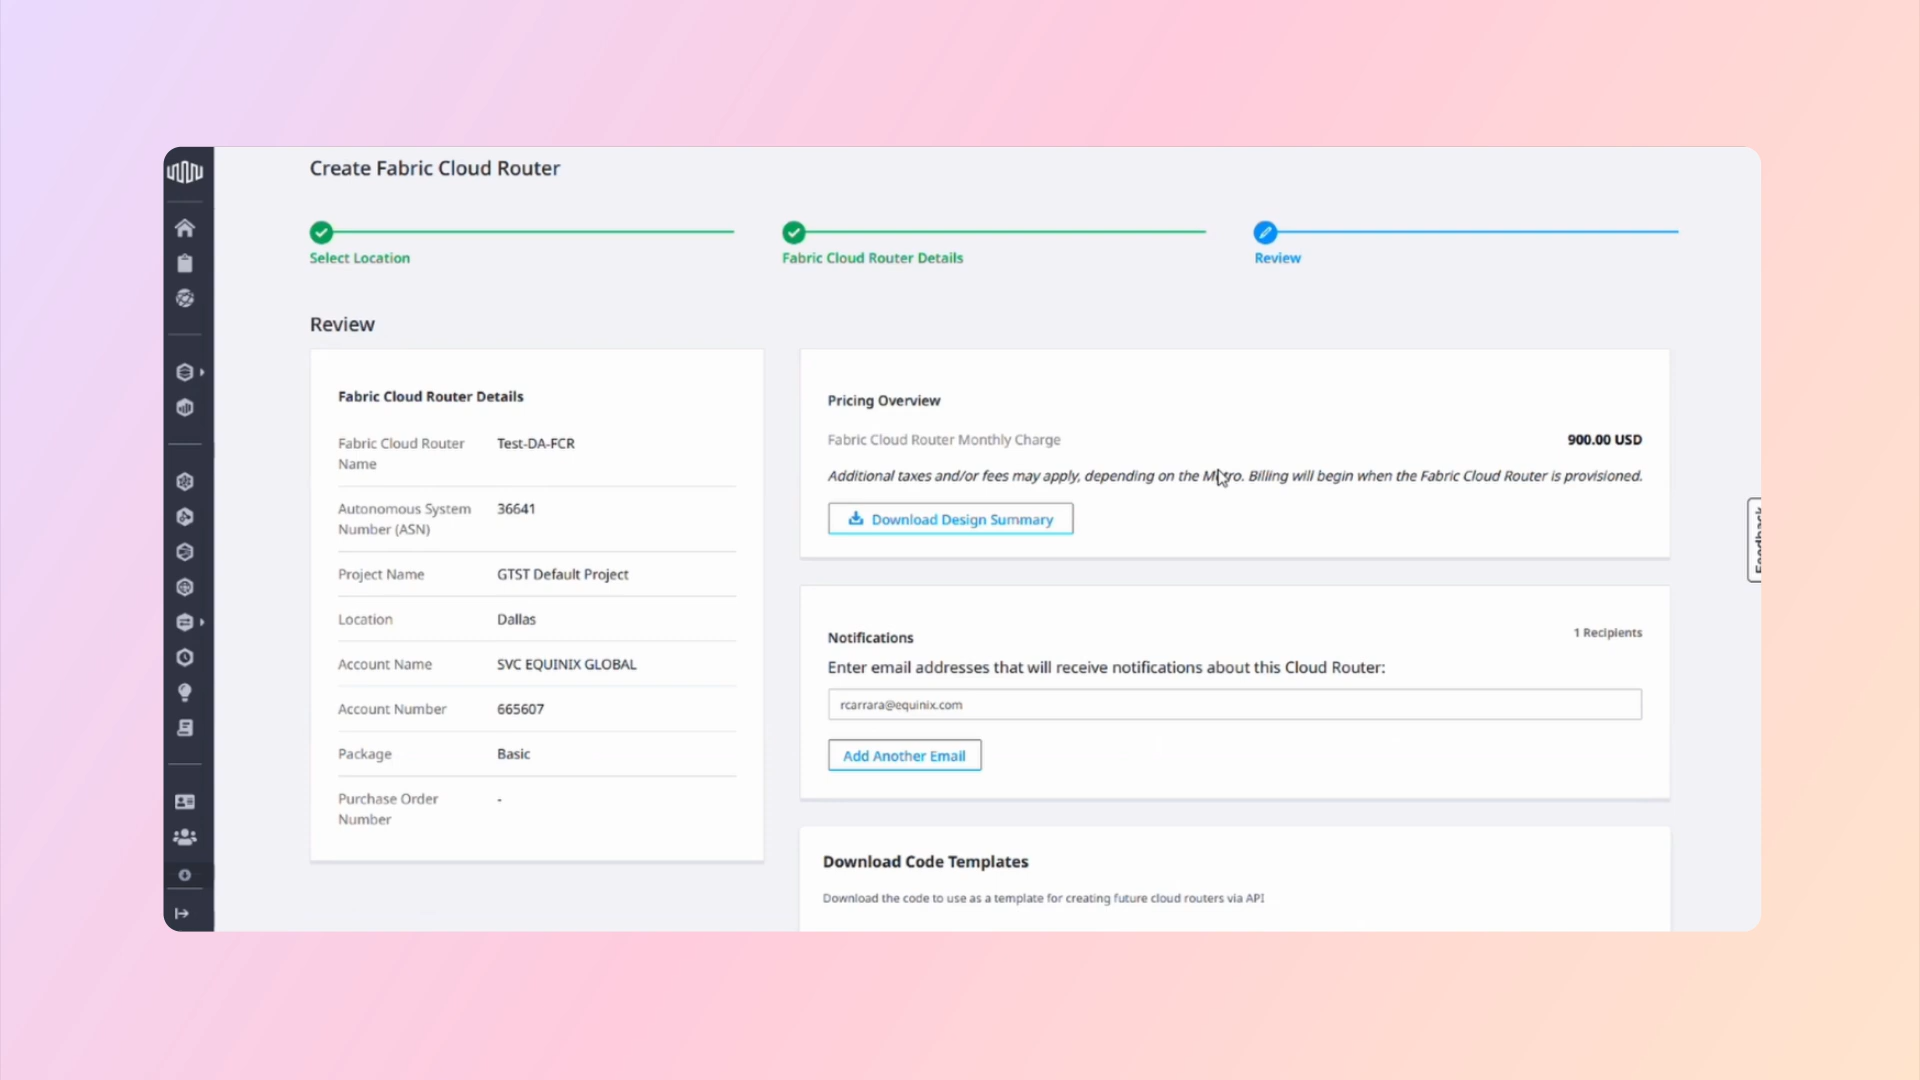 Create Fabric Cloud Router
Select Location
Fabric Cloud Router Details
Review
Review
Fabric Cloud Router Details
Fabric Cloud Router Name
Test-DA-FCR
Autonomous System Number (ASN)
36641
Project Name
GTST Default Project
Location
Dallas
Account Name
SVC EQUINIX GLOBAL
Account Number
665607
Package
Basic
Purchase Order Number
-
Pricing Overview
Fabric Cloud Router Monthly Charge
900.00 USD
Additional taxes and/or fees may apply, depending on the Metro. Billing will begin when the Fabric Cloud Router is provisioned.
Download Design Summary
Notifications
1 Recipients
Enter email addresses that will receive notifications about this Cloud Router:
rcarrara@equinix.com
Add Another Email
Download Code Templates
Download the code to use as a template for creating future cloud routers via API
Feedback